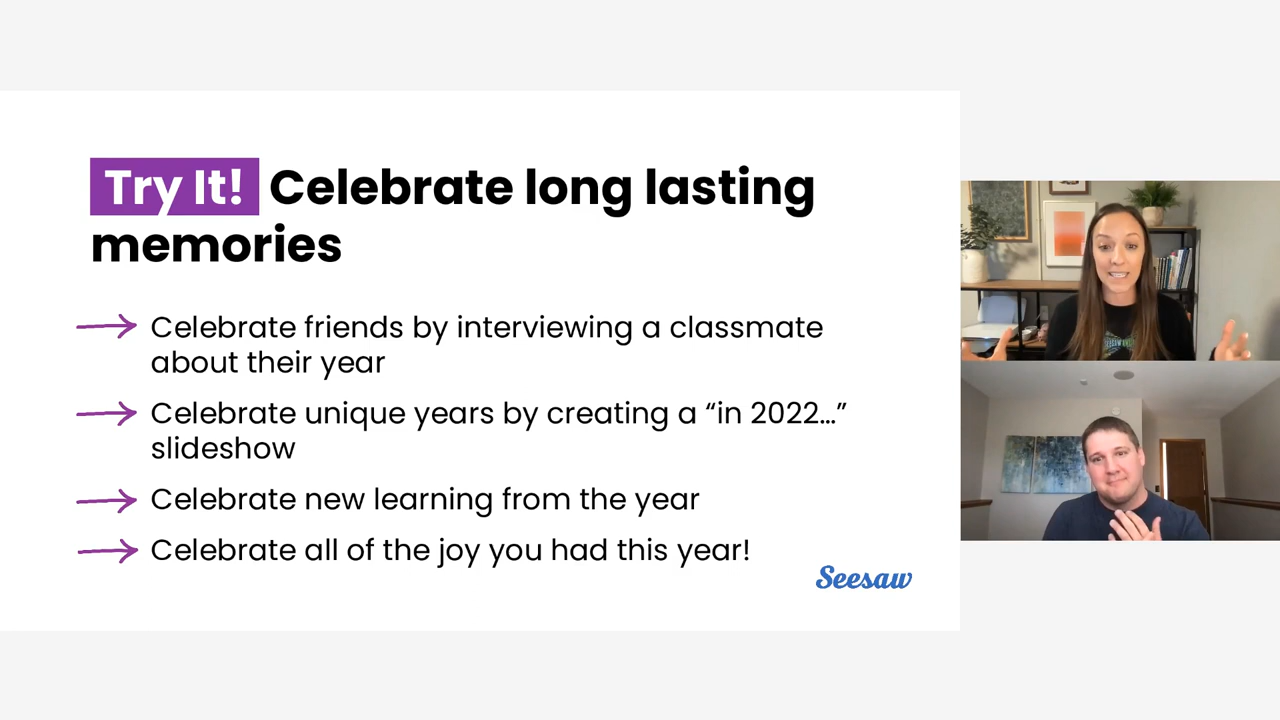 Try It! Celebrate long lasting
memories
Celebrate friends by interviewing a classmate
about their year
Celebrate unique years by creating a “in 2022...”
slideshow
Celebrate new learning from the year
Celebrate all of the joy you had this year!
Seesaw